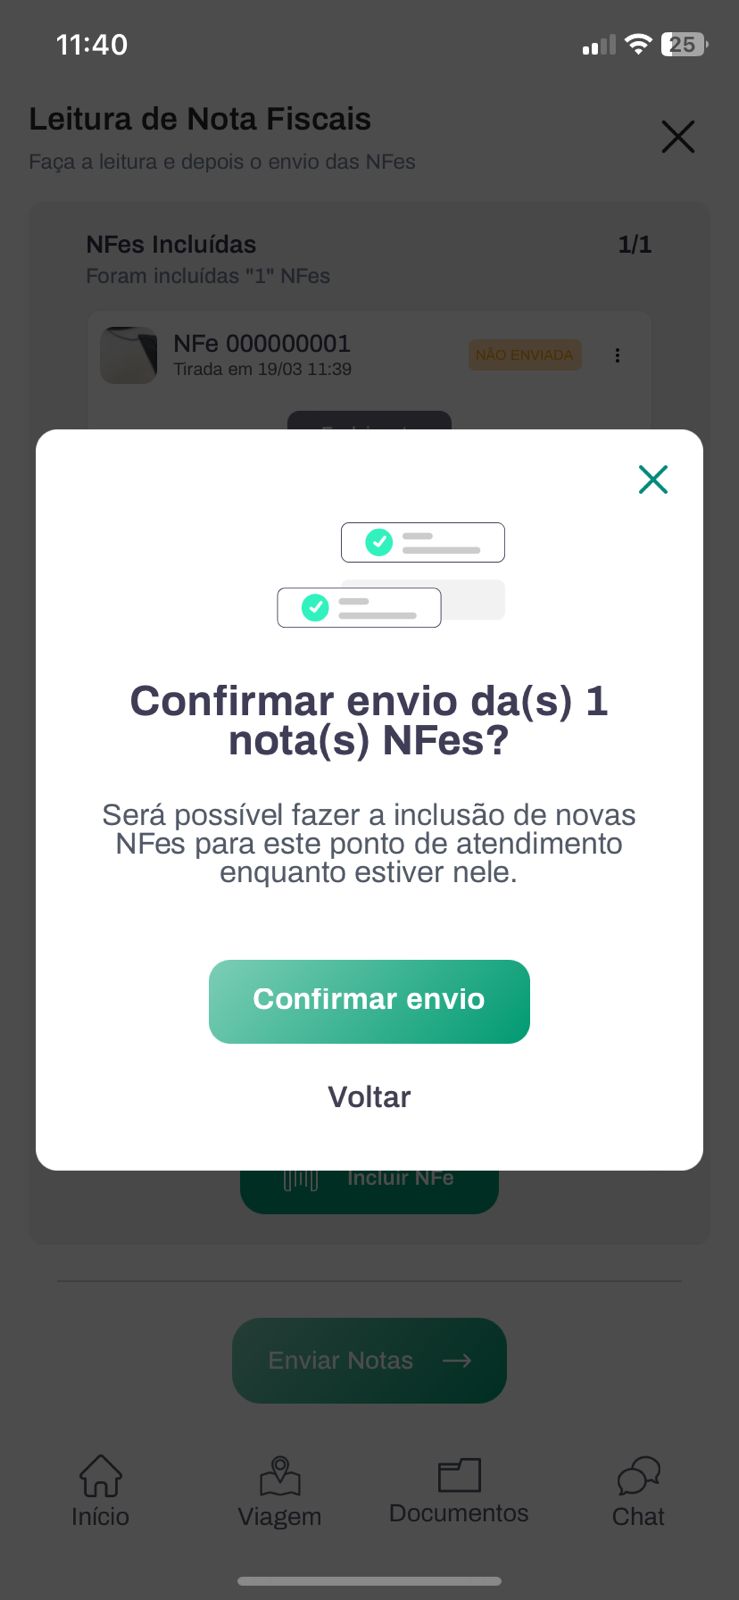 11:40
25
Leitura de Nota Fiscais
Faça a leitura e depois o envio das NFes
NFes Incluídas
1/1
Foram incluídas "1" NFes
NFe 000000001
NÃO ENVIADA
Tirada em 19/03 11:39
Confirmar envio da(s) 1
nota(s) NFes?
Será possível fazer a inclusão de novas
NFes para este ponto de atendimento
enquanto estiver nele.
Confirmar envio
Voltar
Incluir NFe
Enviar Notas
Início
Viagem
Documentos
Chat